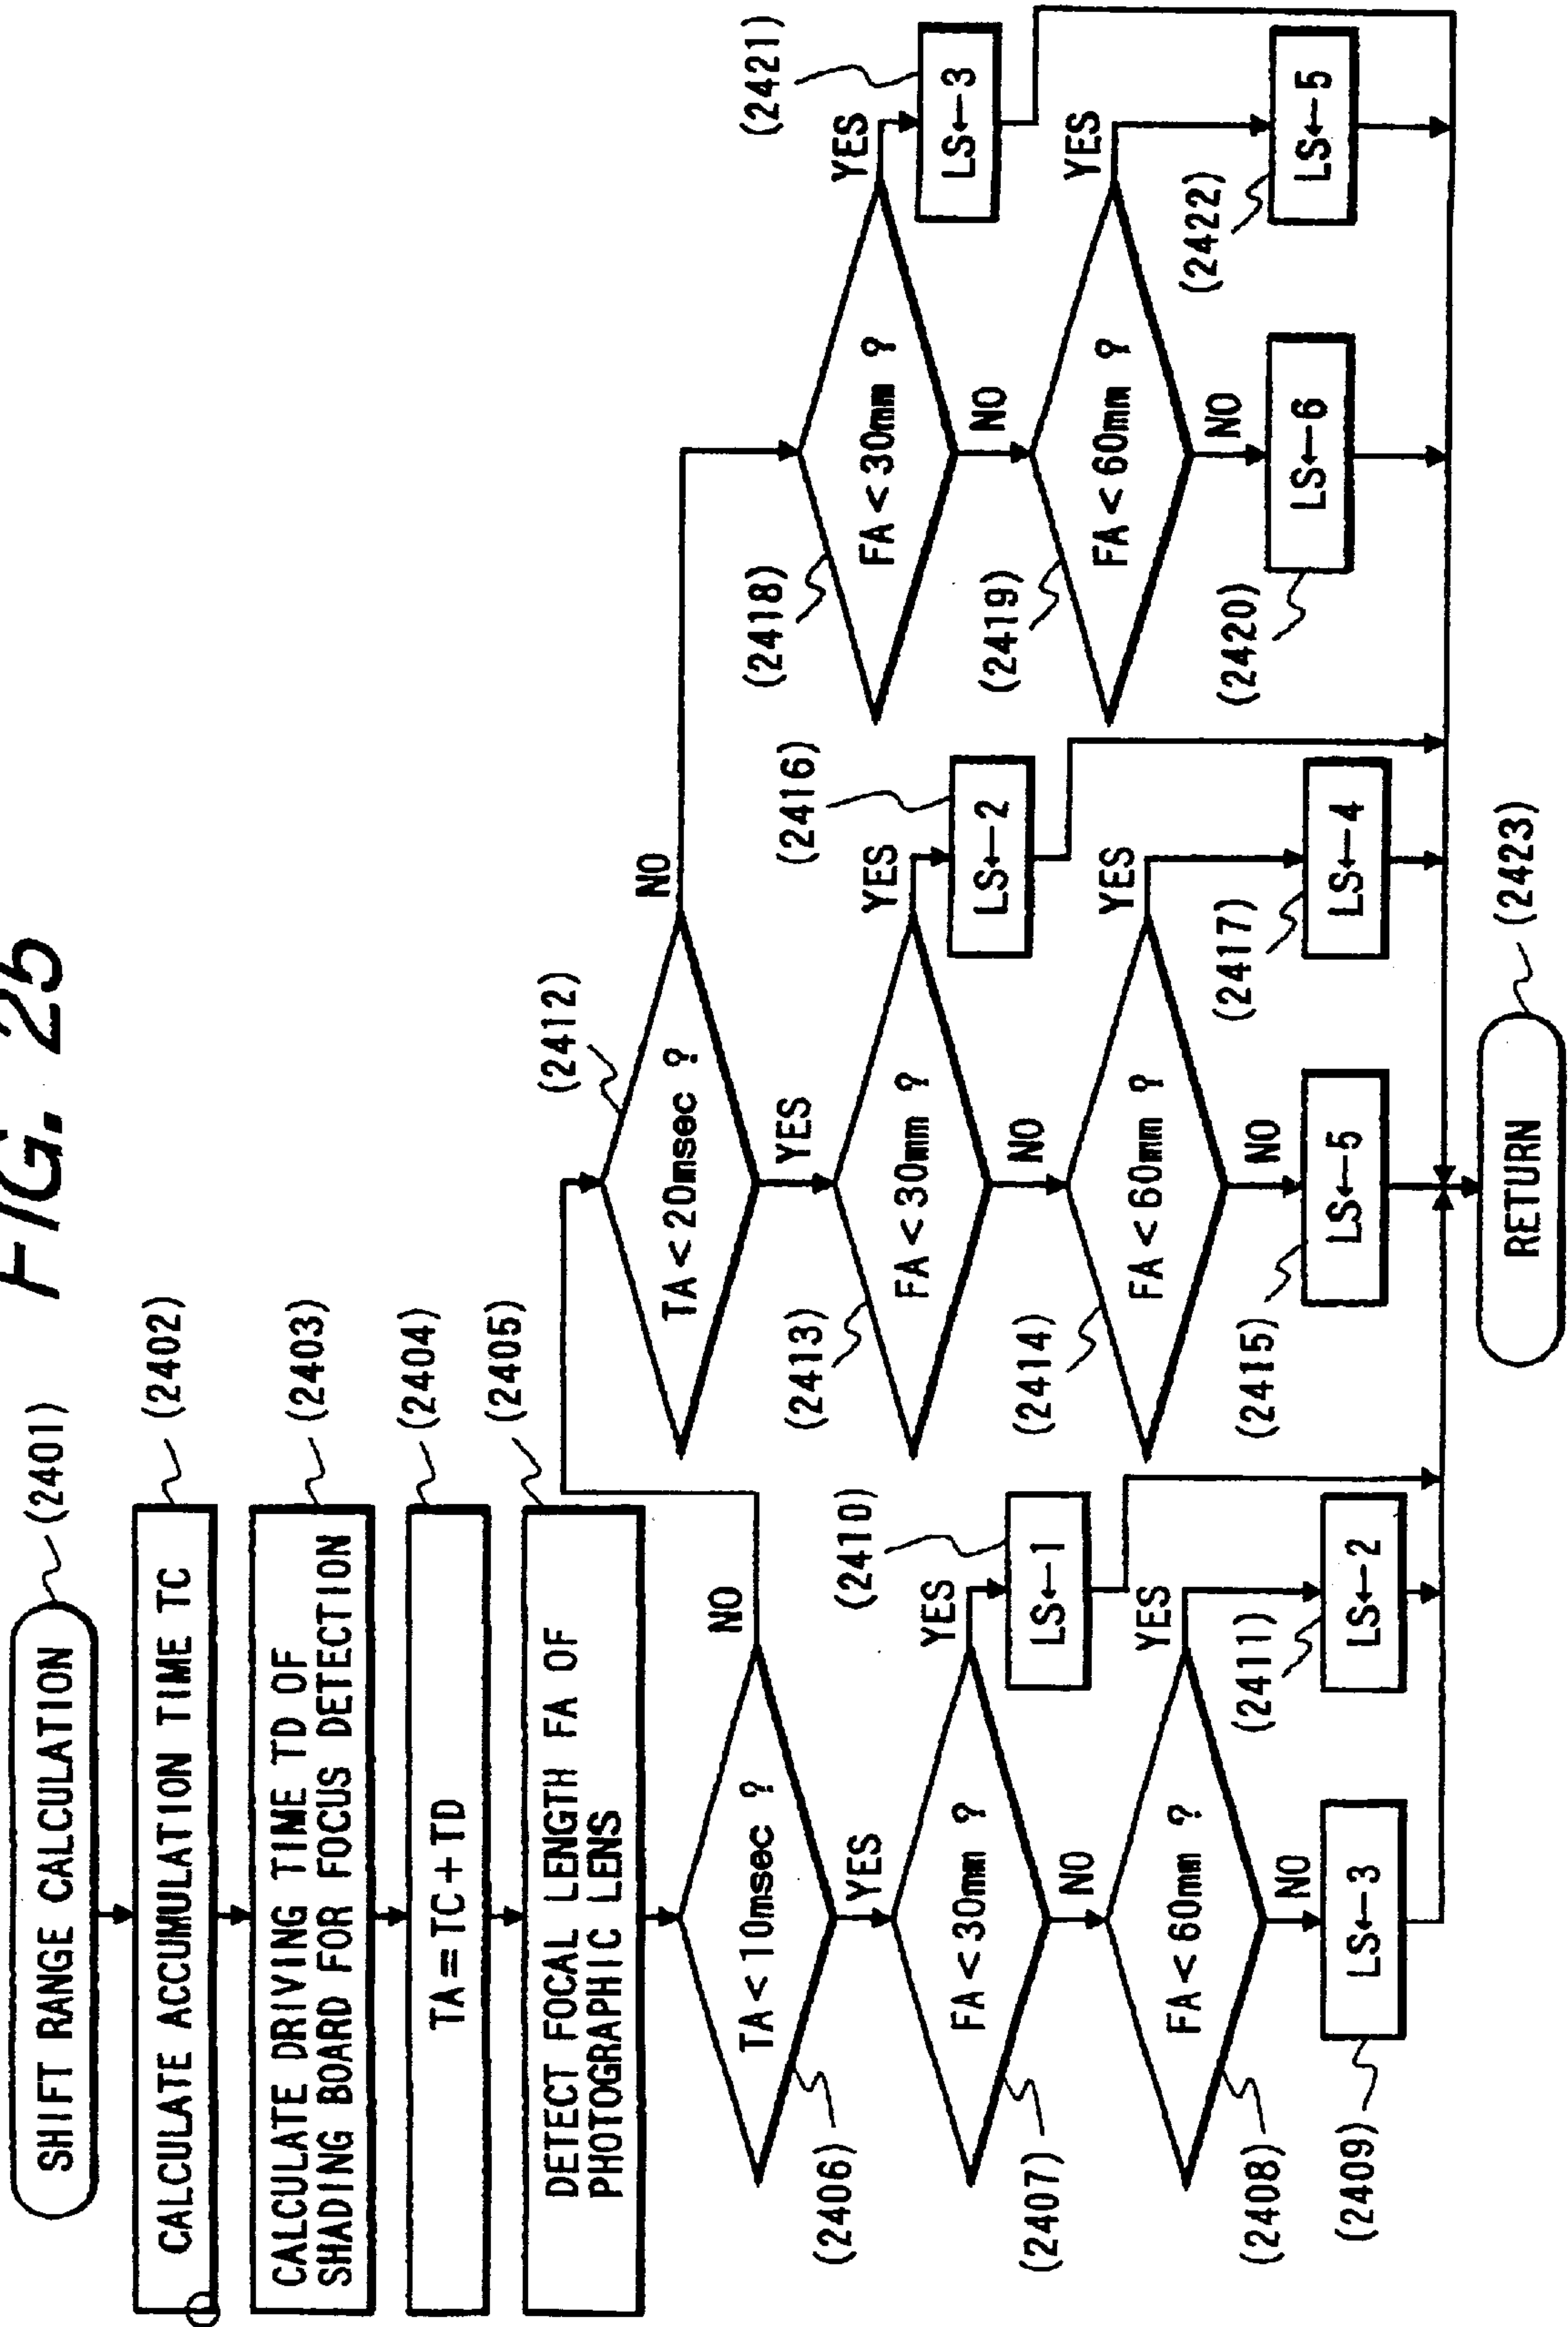 FIG. 25
SHIFT RANGE CALCULATION
(2401)
CALCULATE ACCUMULATION TIME TC
(2402)
CALCULATE DRIVING TIME TD OF
SHADING BOARD FOR FOCUS DETECTION
(2403)
TA=TC+TD
(2404)
DETECT FOCAL LENGTH FA OF
PHOTOGRAPHIC LENS
(2405)
TA<10msec ?
(2406)
NO
YES
FA<30mm ?
(2407)
YES
LS←1
(2410)
NO
FA<60mm ?
(2408)
YES
LS←2
(2411)
NO
LS←3
(2409)
TA<20msec ?
(2412)
NO
YES
FA<30mm ?
(2413)
YES
LS←2
(2416)
NO
FA<60mm ?
(2414)
YES
LS←4
(2417)
NO
LS←5
(2415)
FA<30mm ?
(2418)
YES
LS←3
(2421)
NO
FA<60mm ?
(2419)
YES
LS←5
(2422)
NO
LS←6
(2420)
RETURN
(2423)